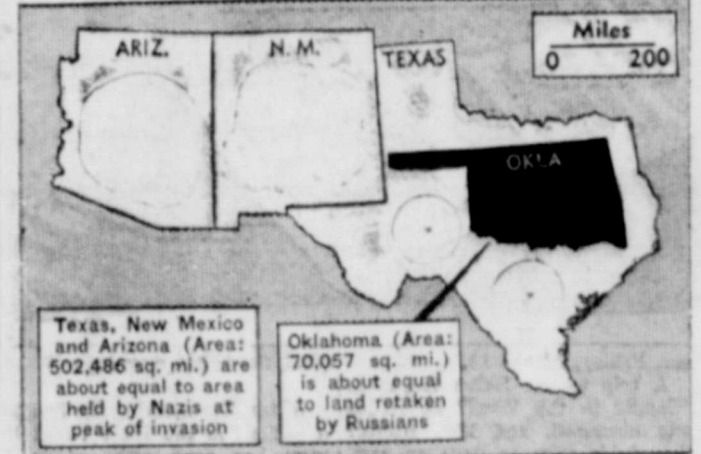 ARIZ.
N. M.
TEXAS
Miles
0 200
OKLA
Texas, New Mexico
and Arizona (Area:
502,486 sq. mi.) are
about equal to area
held by Nazis at
peak of invasion
Oklahoma (Area:
70,057 sq. mi.)
is about equal
to land retaken
by Russians